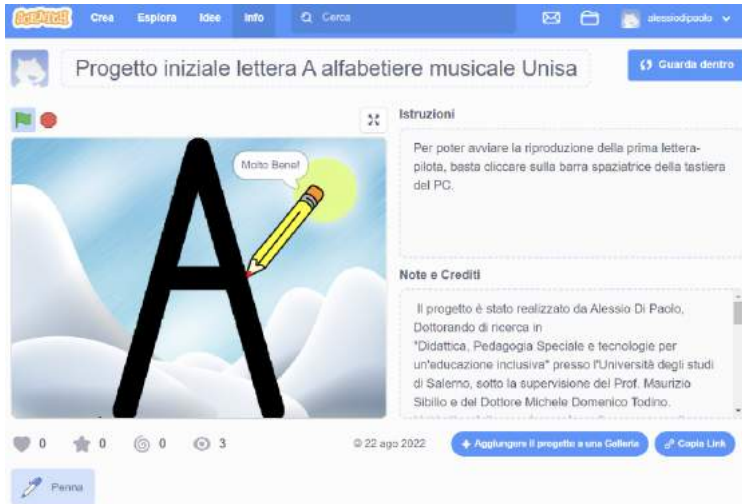 SCRATCH Crea Esplora Idee Info Cerca alessiodipaolo
Progetto iniziale lettera A alfabetiere musicale Unisa
Guarda dentro
Molto Bene!
A
Istruzioni
Per poter avviare la riproduzione della prima lettera-
pilota, basta cliccare sulla barra spaziatrice della tastiera
del PC.
Note e Crediti
Il progetto è stato realizzato da Alessio Di Paolo,
Dottorando di ricerca in
"Didattica, Pedagogia Speciale e tecnologie per
un'educazione inclusiva" presso l'Università degli studi
di Salerno, sotto la supervisione del Prof. Maurizio
Sibilio e del Dottore Michele Domenico Todino.
0 0 0 3
© 22 ago 2022
Aggiungere il progetto a una Galleria
Copia Link
Penna